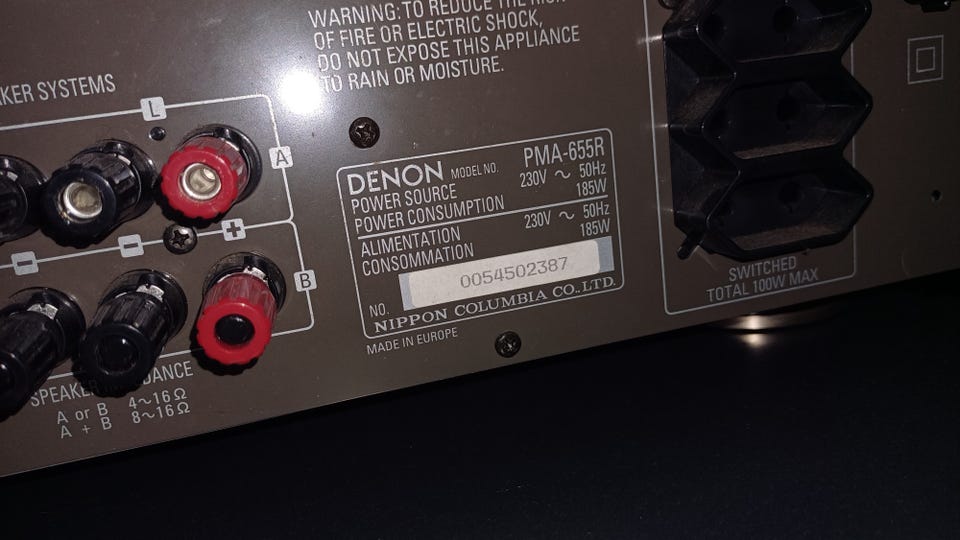 WARNING: TO REDUCE THE RISK
OF FIRE OR ELECTRIC SHOCK,
DO NOT EXPOSE THIS APPLIANCE
TO RAIN OR MOISTURE.
SYSTEMS
L
A
B
− − +
SPEAKER
A or B 4~16Ω
A + B 8~16Ω
DENON MODEL NO. PMA-655R
POWER SOURCE 230V ~ 50Hz
POWER CONSUMPTION 185W
ALIMENTATION 230V ~ 50Hz
CONSOMMATION 185W
NO. 0054502387
NIPPON COLUMBIA CO.,LTD.
MADE IN EUROPE
SWITCHED
TOTAL 100W MAX